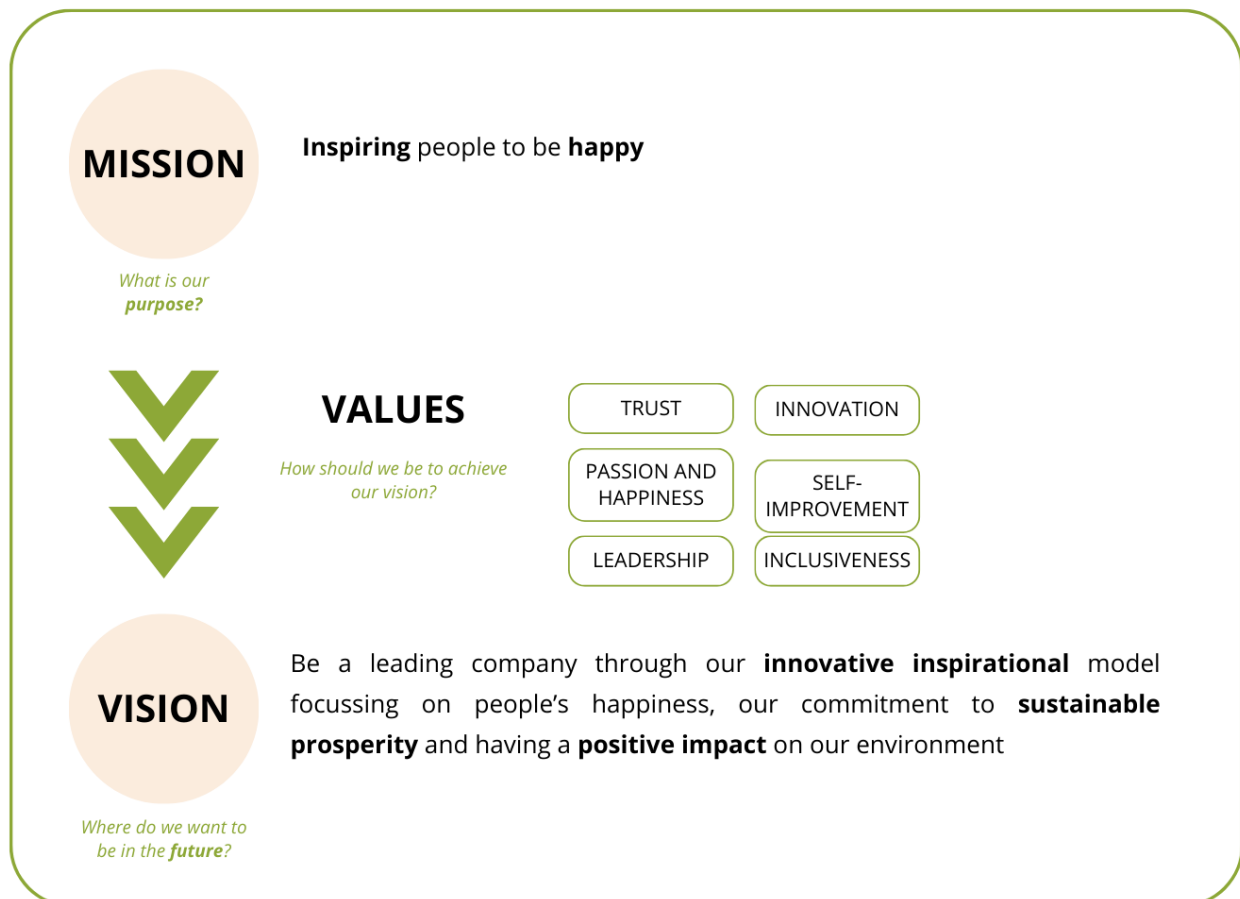 MISSION
Inspiring people to be happy
What is our
purpose?
VALUES
How should we be to achieve
our vision?
TRUST
INNOVATION
PASSION AND
HAPPINESS
SELF-
IMPROVEMENT
LEADERSHIP
INCLUSIVENESS
VISION
Be a leading company through our innovative inspirational model
focussing on people’s happiness, our commitment to sustainable
prosperity and having a positive impact on our environment
Where do we want to
be in the future?